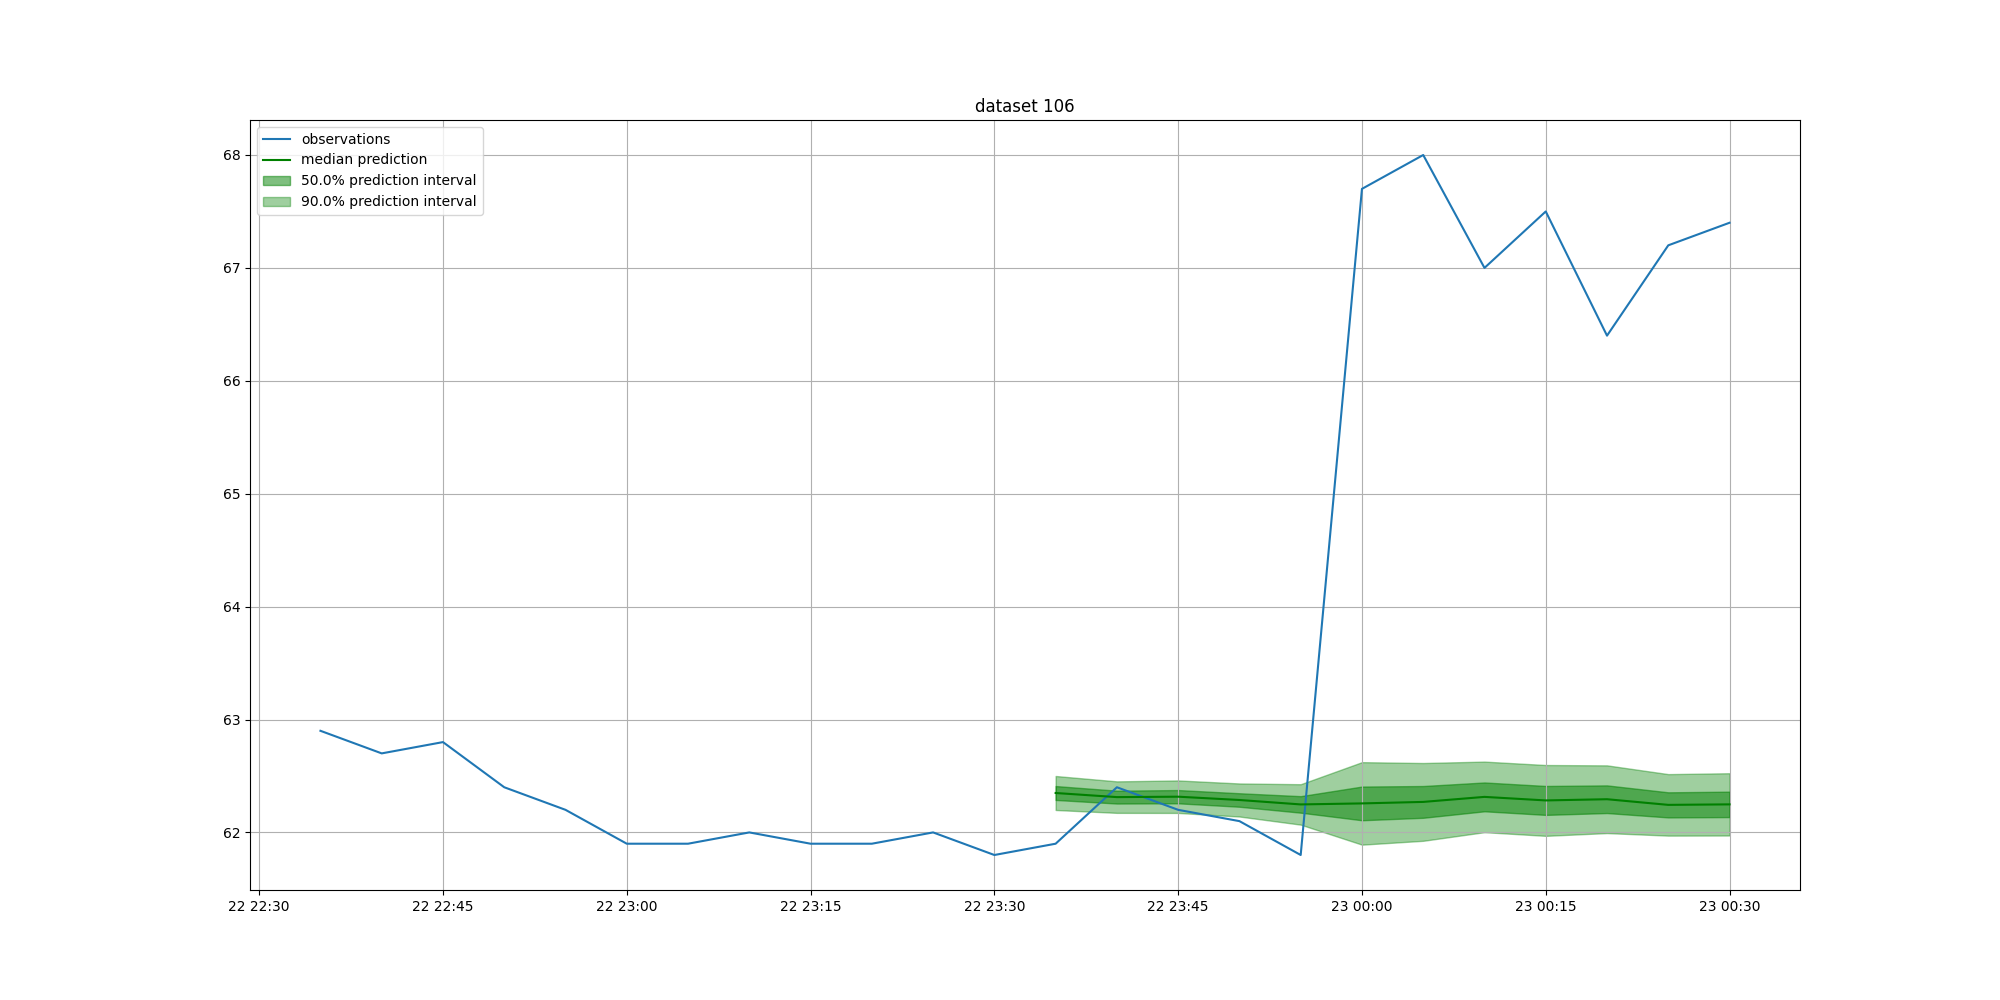 dataset 106
observations
median prediction
50.0% prediction interval
90.0% prediction interval
68
67
66
65
64
63
62
22 22:30 22 22:45 22 23:00 22 23:15 22 23:30 22 23:45 23 00:00 23 00:15 23 00:30